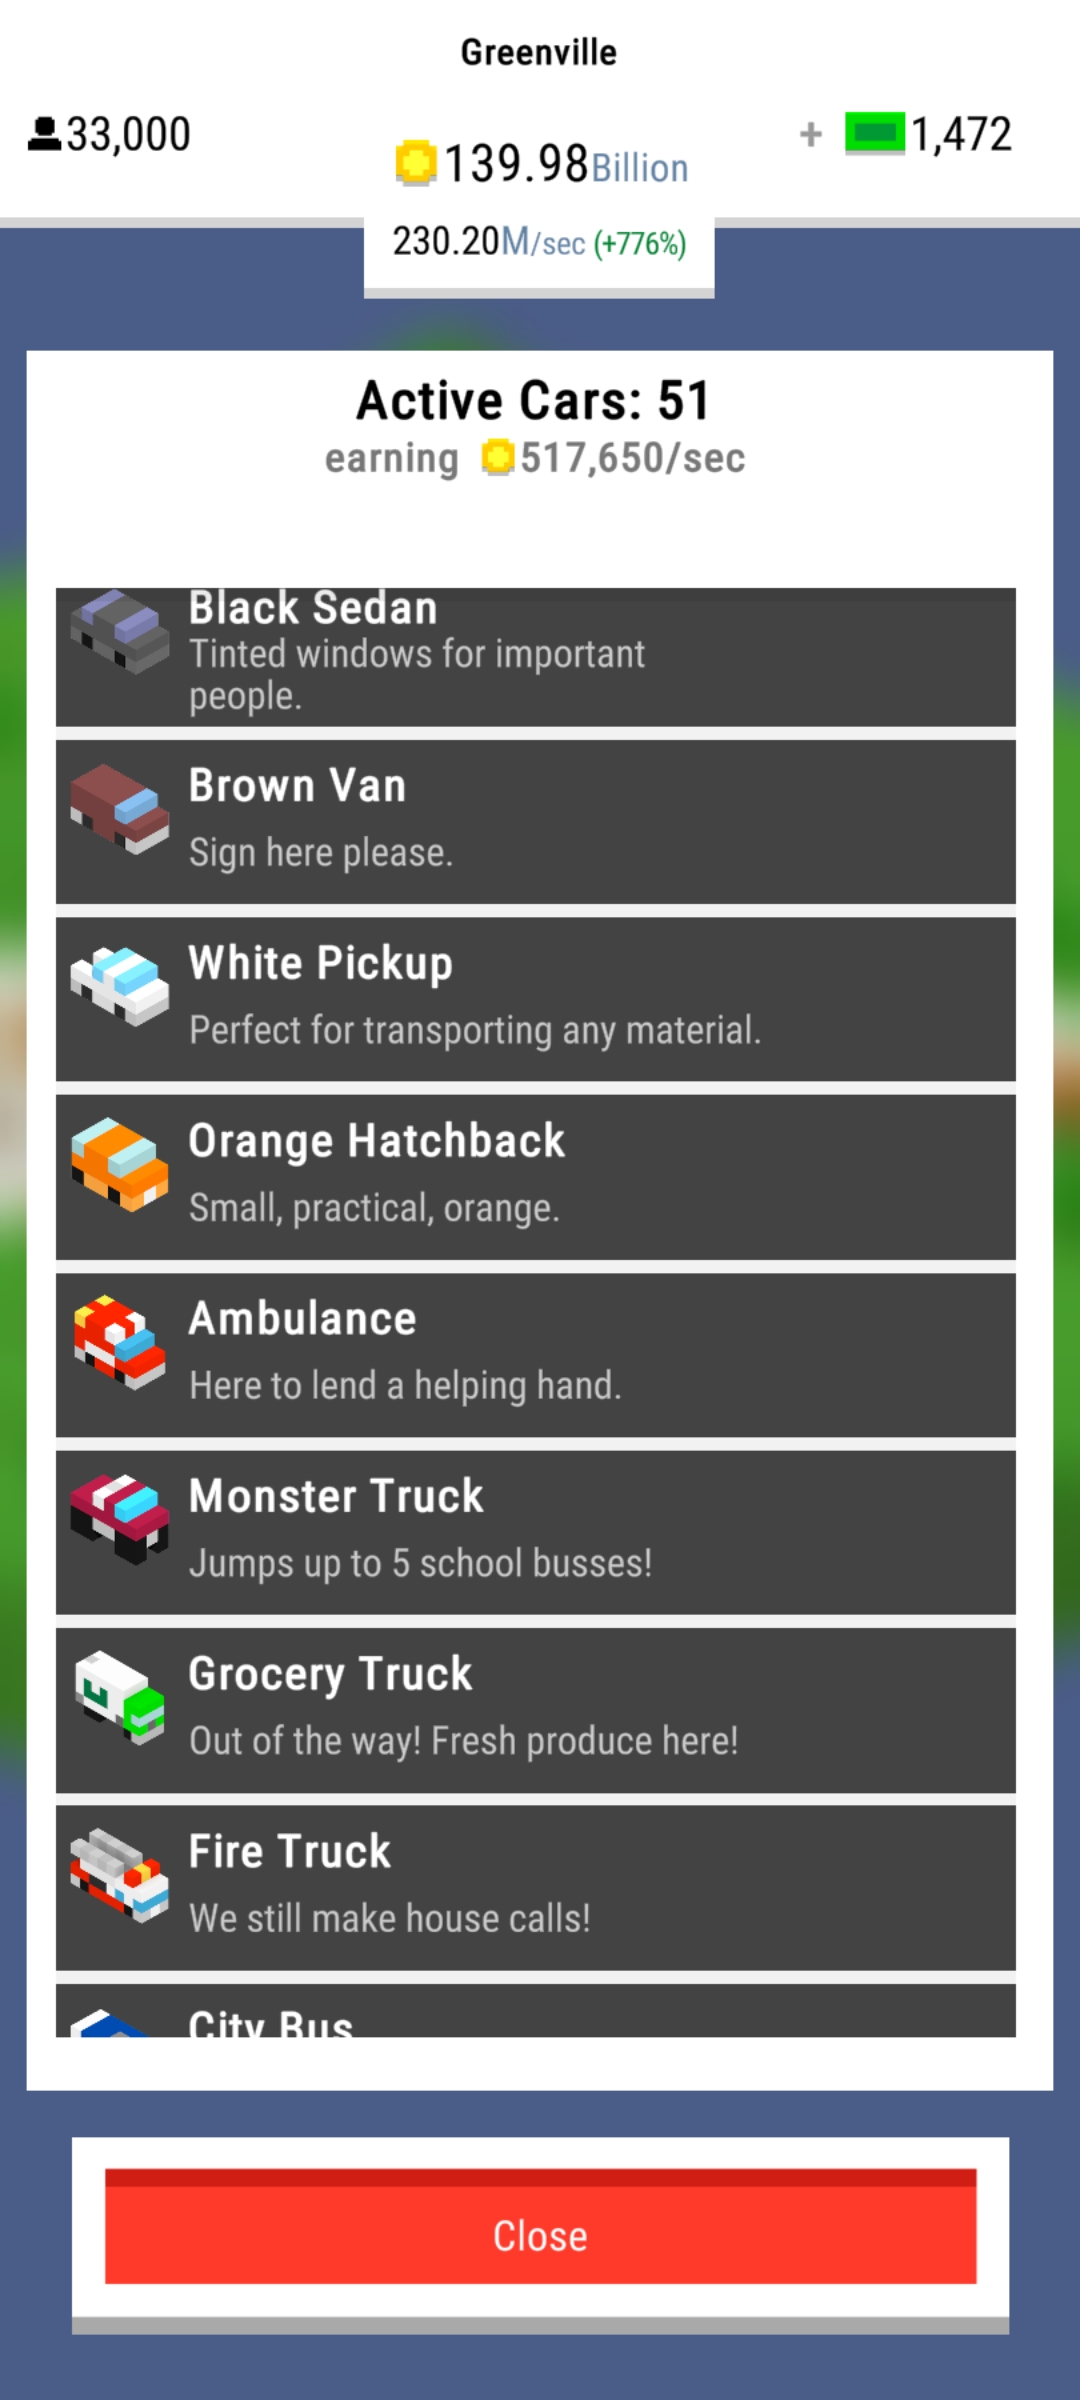 Greenville
33,000
139.98Billion
+ 1,472
230.20M/sec (+776%)
Active Cars: 51
earning 517,650/sec
Black Sedan
Tinted windows for important
people.
Brown Van
Sign here please.
White Pickup
Perfect for transporting any material.
Orange Hatchback
Small, practical, orange.
Ambulance
Here to lend a helping hand.
Monster Truck
Jumps up to 5 school busses!
Grocery Truck
Out of the way! Fresh produce here!
Fire Truck
We still make house calls!
City Bus
Close